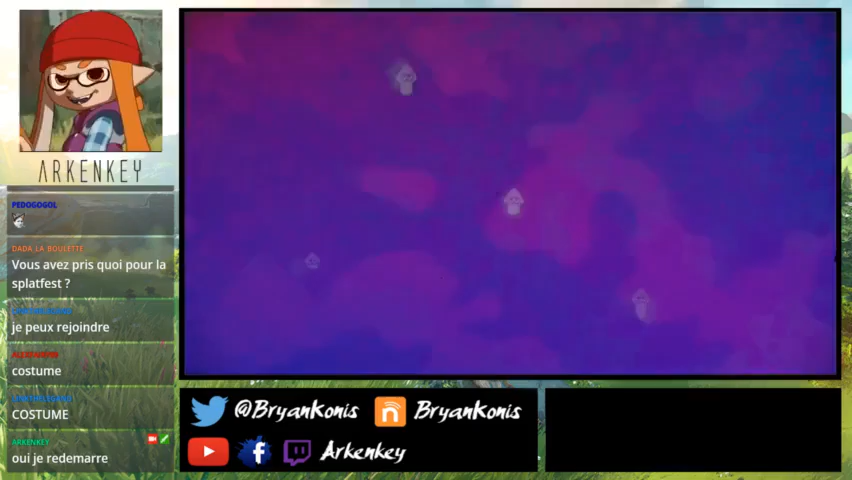 ARKENKEY
PEDOGOGOL
DADA LA BOULETTE
Vous avez pris quoi pour la
splatfest ?
je peux rejoindre
costume
COSTUME
ARKENKEY
oui je redemarre
@BryanKonis
BryanKonis
Arkenkey